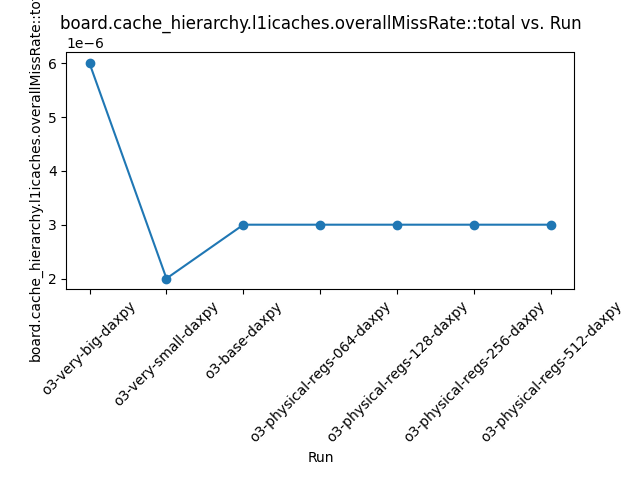 board.cache_hierarchy.l1icaches.overallMissRate::total vs. Run
1e−6
6
5
4
3
2
board.cache_hierarchy.l1icaches.overallMissRate::to
o3-very-big-daxpy
o3-very-small-daxpy
o3-base-daxpy
o3-physical-regs-064-daxpy
o3-physical-regs-128-daxpy
o3-physical-regs-256-daxpy
o3-physical-regs-512-daxpy
Run